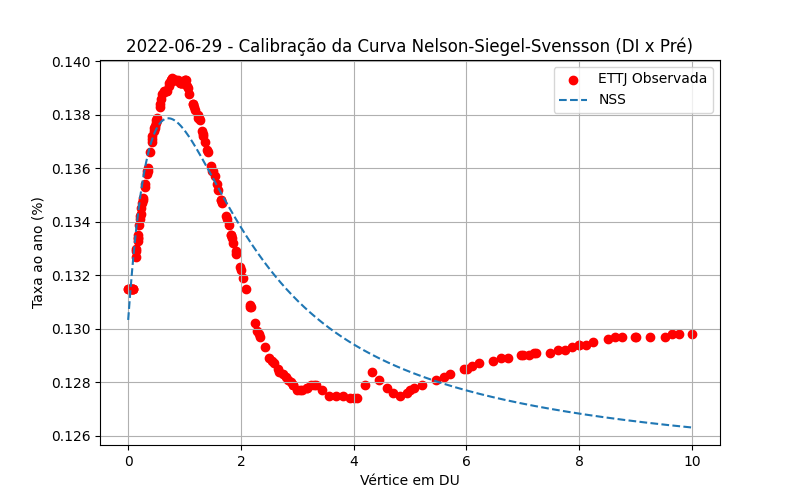 2022-06-29 - Calibração da Curva Nelson-Siegel-Svensson (DI x Pré)
ETTJ Observada
NSS
Taxa ao ano (%)
0.140
0.138
0.136
0.134
0.132
0.130
0.128
0.126
0 2 4 6 8 10
Vértice em DU